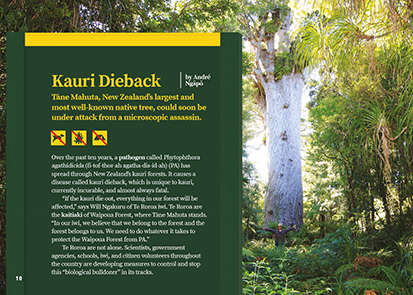 Kauri Dieback
by André
Ngāpō
Tāne Mahuta, New Zealand's largest and
most well-known native tree, could soon be
under attack from a microscopic assassin.
Over the past ten years, a pathogen called Phytophthora
agathidicida (fi-tof-thor-ah agatha-dis-id-ah) (PA) has
spread through New Zealand's kauri forests. It causes a
disease called kauri dieback, which is unique to kauri,
currently incurable, and almost always fatal.
"If the kauri die out, everything in our forest will be
affected," says Will Ngakuru of Te Roroa iwi. Te Roroa are
the kaitiaki of Waipoua Forest, where Tāne Mahuta stands.
"In our iwi, we believe that we belong to the forest and the
forest belongs to us. We need to do whatever it takes to
protect the Waipoua Forest from PA."
Te Roroa are not alone. Scientists, government
agencies, schools, iwi, and citizen volunteers throughout
the country are developing measures to control and stop
this "biological bulldozer" in its tracks.
10